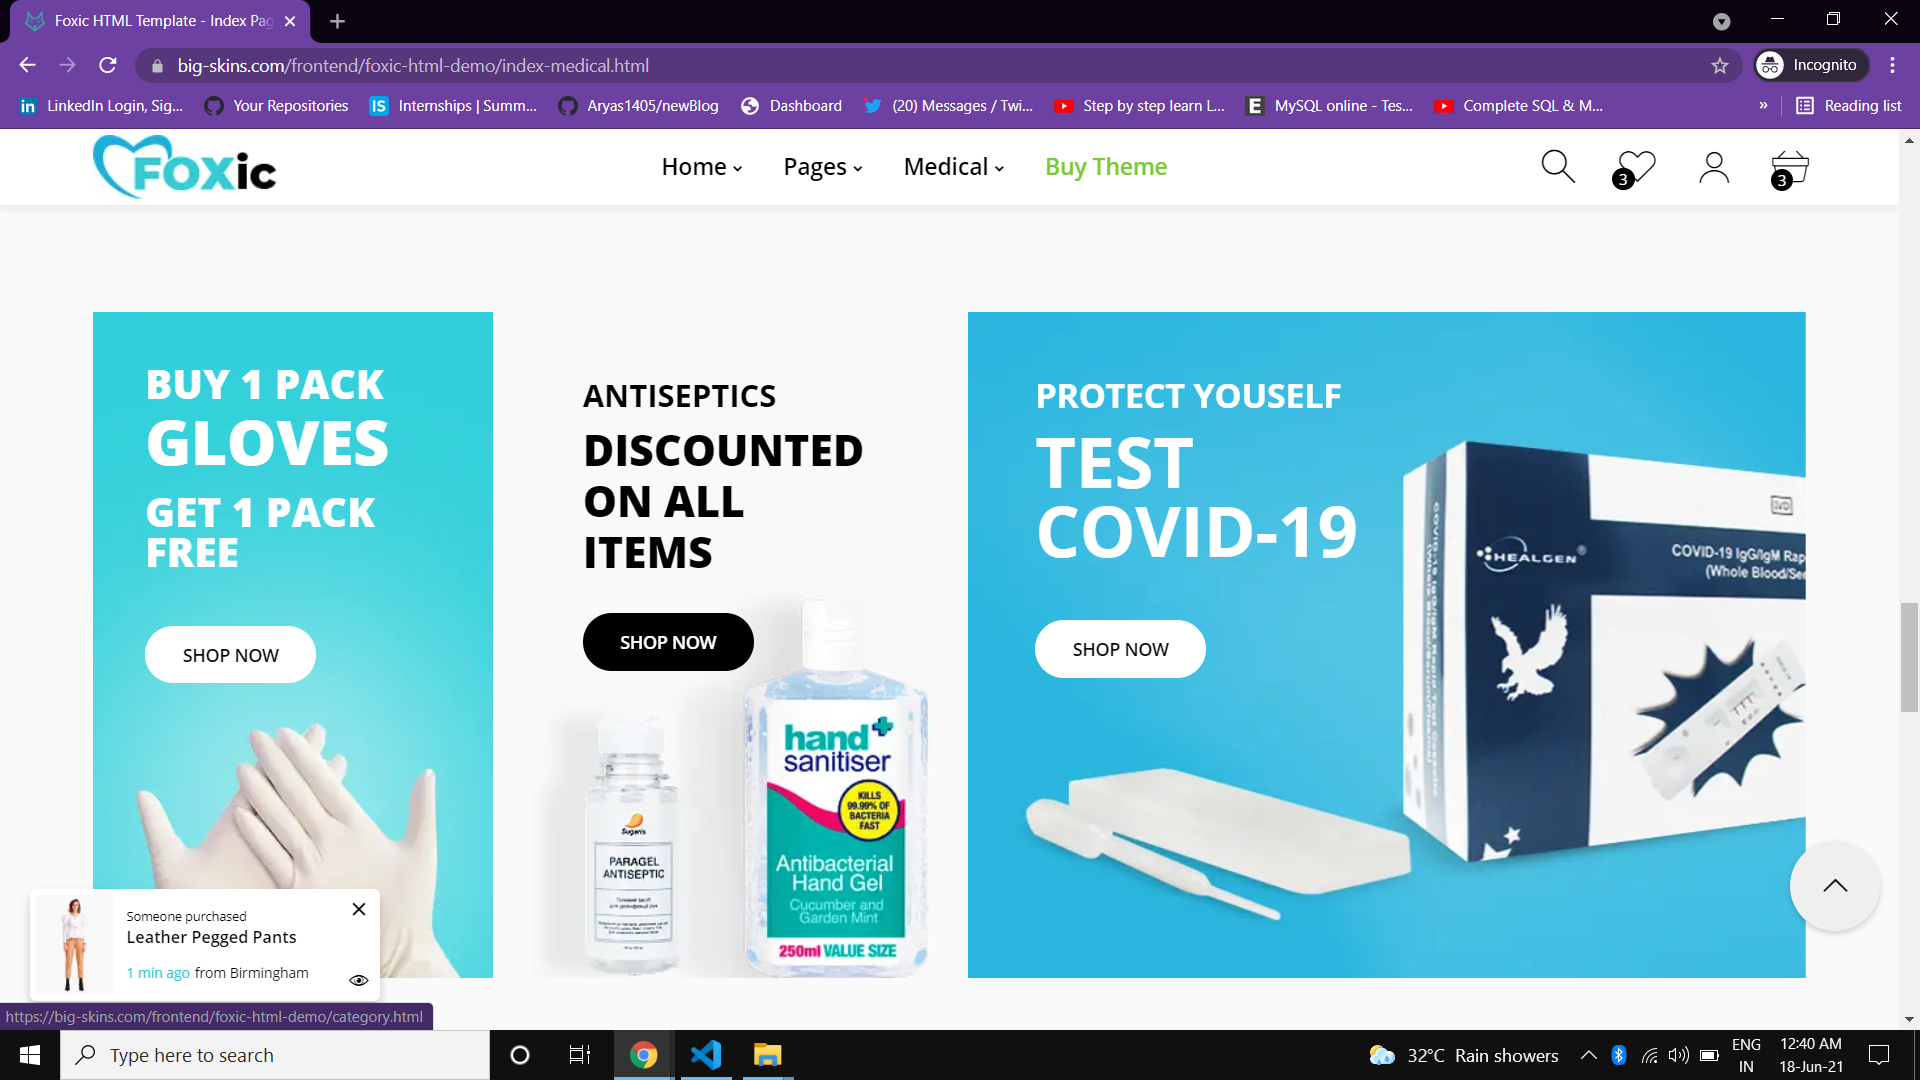 Foxic HTML Template - Index Pag
big-skins.com/frontend/foxic-html-demo/index-medical.html
Incognito
LinkedIn Login, Sig...
Your Repositories
Internships | Summ...
Aryas1405/newBlog
Dashboard
(20) Messages / Twi...
Step by step learn L...
MySQL online - Tes...
Complete SQL & M...
»
Reading list
FOXic
Home
Pages
Medical
Buy Theme
3
3
BUY 1 PACK
GLOVES
GET 1 PACK
FREE
SHOP NOW
ANTISEPTICS
DISCOUNTED
ON ALL
ITEMS
SHOP NOW
hand
sanitiser
KILLS
99.99% OF
BACTERIA
FAST
Antibacterial
Hand Gel
Cucumber and
Garden Mint
250ml VALUE SIZE
PARAGEL
ANTISEPTIC
PROTECT YOUSELF
TEST
COVID-19
SHOP NOW
IVD
HEALGEN®
COVID-19 IgG/IgM Rap
(Whole Blood/Se
Someone purchased
Leather Pegged Pants
1 min ago from Birmingham
https://big-skins.com/frontend/foxic-html-demo/category.html
Type here to search
32°C Rain showers
ENG
IN
12:40 AM
18-Jun-21